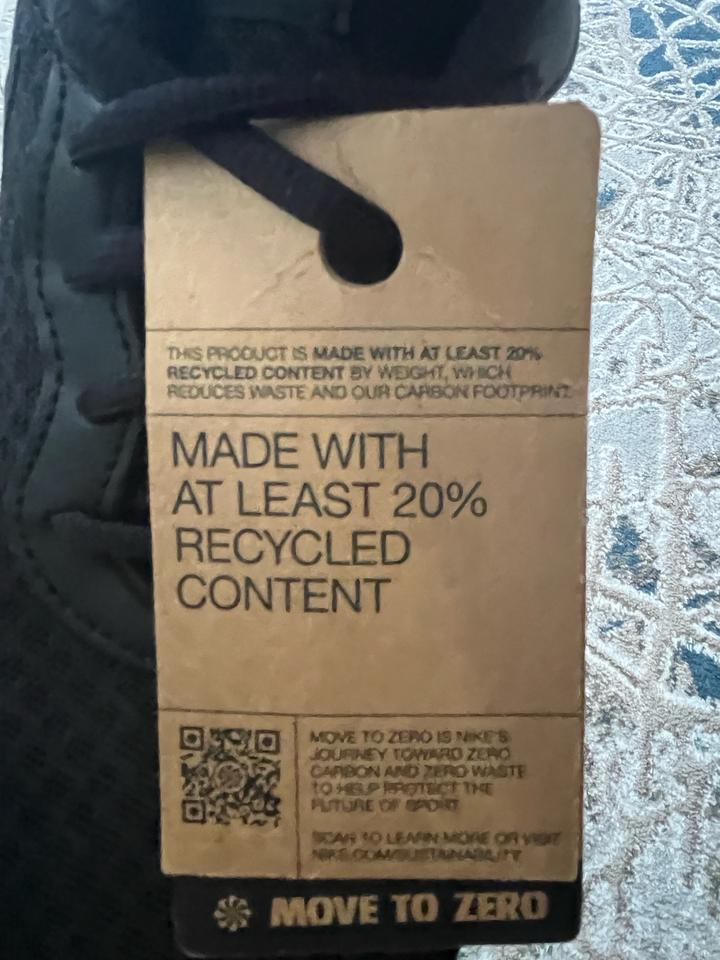 THIS PRODUCT IS MADE WITH AT LEAST 20%
RECYCLED CONTENT BY WEIGHT, WHICH
REDUCES WASTE AND OUR CARBON FOOTPRINT.
MADE WITH
AT LEAST 20%
RECYCLED
CONTENT
MOVE TO ZERO IS NIKE'S
JOURNEY TOWARD ZERO
CARBON AND ZERO WASTE
TO HELP PROTECT THE
FUTURE OF SPORT
SCAN TO LEARN MORE OR VISIT
NIKE.COM/SUSTAINABILITY
MOVE TO ZERO